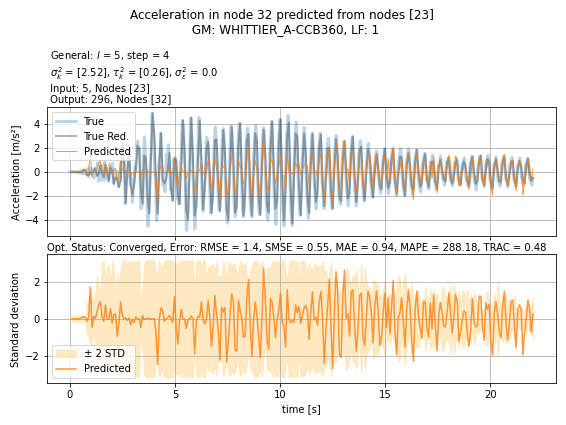 Acceleration in node 32 predicted from nodes [23]
GM: WHITTIER_A-CCB360, LF: 1
General: l = 5, step = 4
σ²ₖ = [2.52], τ²ₖ = [0.26], σ²ε = 0.0
Input: 5, Nodes [23]
Output: 296, Nodes [32]
Acceleration [m/s²]
4
2
0
−2
−4
True
True Red.
Predicted
Opt. Status: Converged, Error: RMSE = 1.4, SMSE = 0.55, MAE = 0.94, MAPE = 288.18, TRAC = 0.48
Standard deviation
2
0
−2
± 2 STD
Predicted
0 5 10 15 20
time [s]